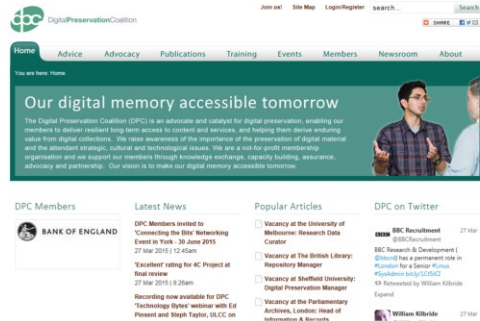 Join us! Site Map Login/Register search... Search
dpc DigitalPreservationCoalition
SHARE
Home Advice Advocacy Publications Training Events Members Newsroom About
You are here: Home
Our digital memory accessible tomorrow
The Digital Preservation Coalition (DPC) is an advocate and catalyst for digital preservation, enabling our
members to deliver resilient long-term access to content and services, and helping them derive enduring
value from digital collections. We raise awareness of the importance of the preservation of digital material
and the attendant strategic, cultural and technological issues. We are a not-for-profit membership
organisation and we support our members through knowledge exchange, capacity building, assurance,
advocacy and partnership. Our vision is to make our digital memory accessible tomorrow.
DPC Members
BANK OF ENGLAND
Latest News
DPC Members invited to
'Connecting the Bits' Networking
Event in York - 30 June 2015
27 Mar 2015 | 12:45am
'Excellent' rating for 4C Project at
final review
27 Mar 2015 | 8:26am
Recording now available for DPC
'Technology Bytes' webinar with Ed
Pinsent and Steph Taylor, ULCC on
Popular Articles
Vacancy at the University of
Melbourne: Research Data
Curator
Vacancy at The British Library:
Repository Manager
Vacancy at Sheffield University:
Digital Preservation Manager
Vacancy at the Parliamentary
Archives, London: Head of
Information & Records
DPC on Twitter
BBC Recruitment 27 Mar
@BBCRecruitment
BBC Research & Development (
@bbcrd) has a permanent role in
#London for a Senior #Linux
#SysAdmin
Retweeted by William Kilbride
Expand
William Kilbride 27 Mar